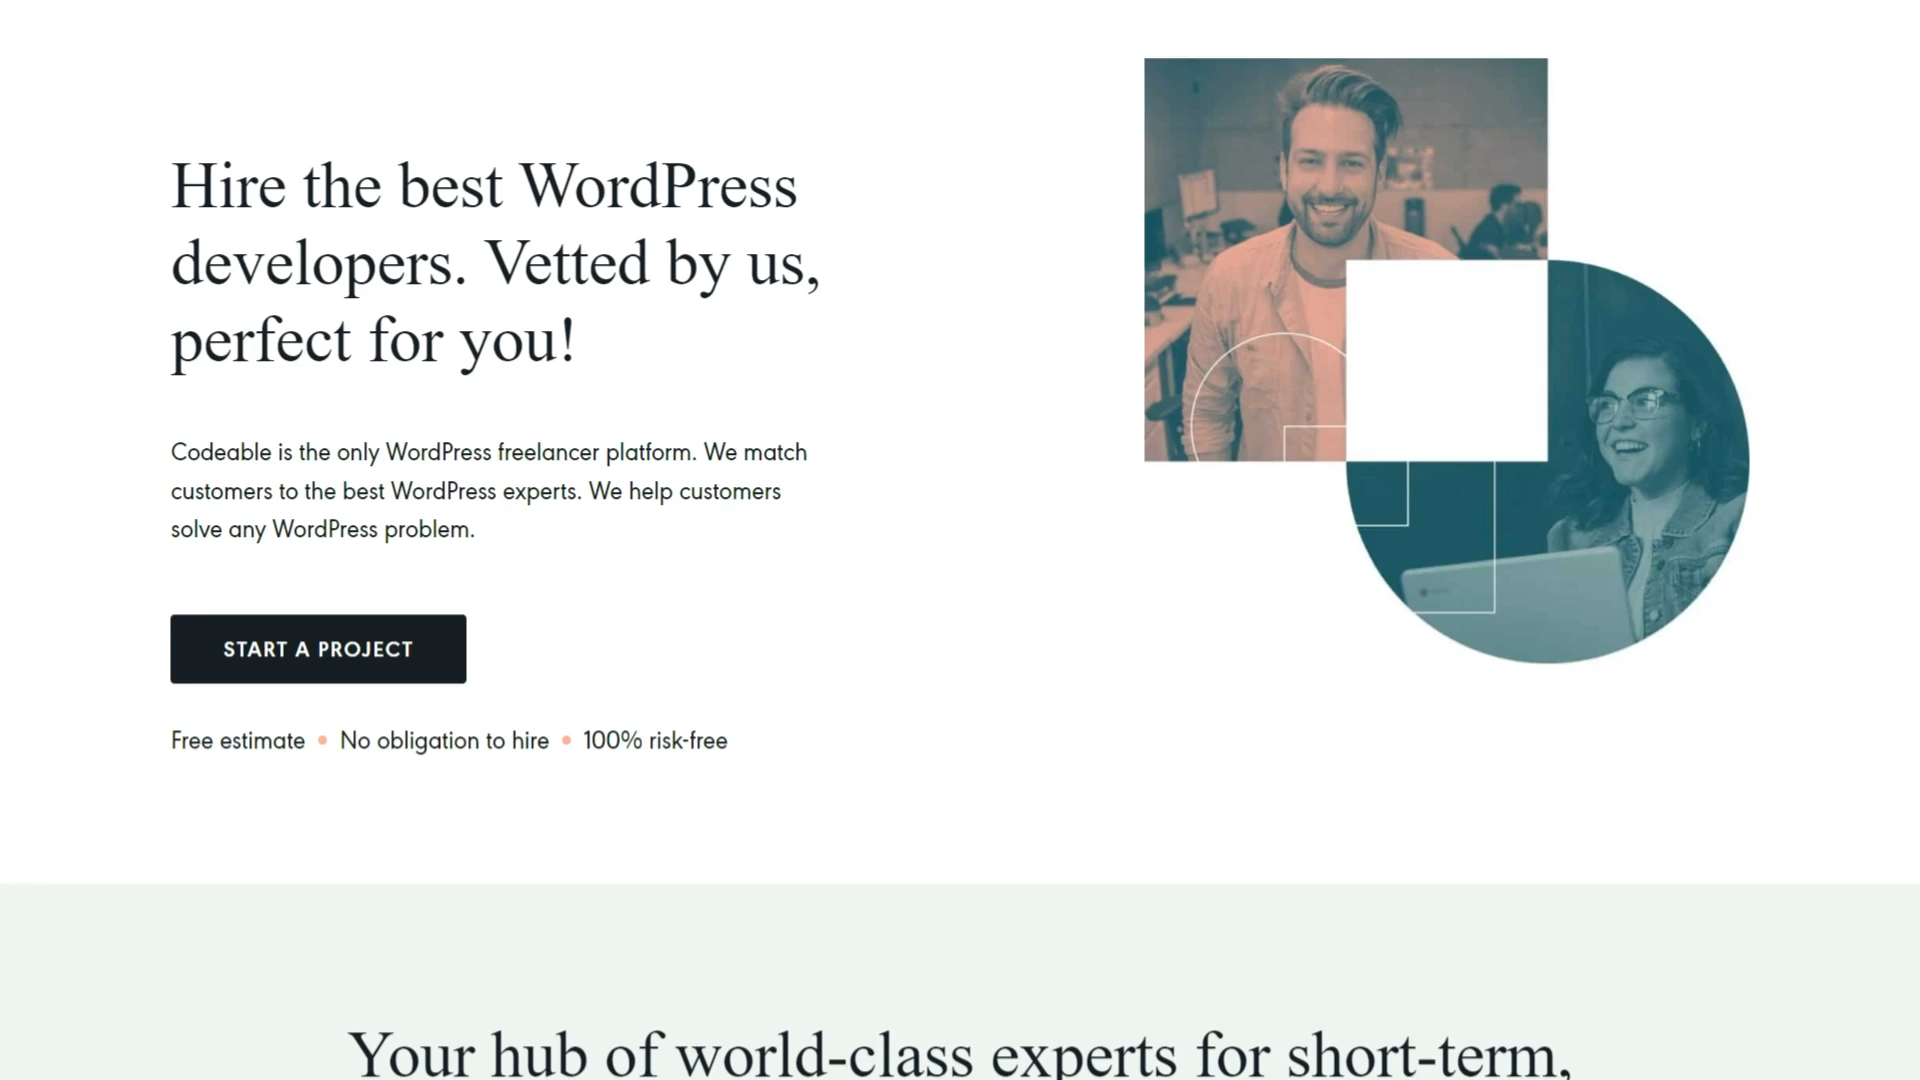 Hire the best WordPress
developers. Vetted by us,
perfect for you!
Codeable is the only WordPress freelancer platform. We match
customers to the best WordPress experts. We help customers
solve any WordPress problem.
START A PROJECT
Free estimate • No obligation to hire • 100% risk-free
Your hub of world-class experts for short-term,